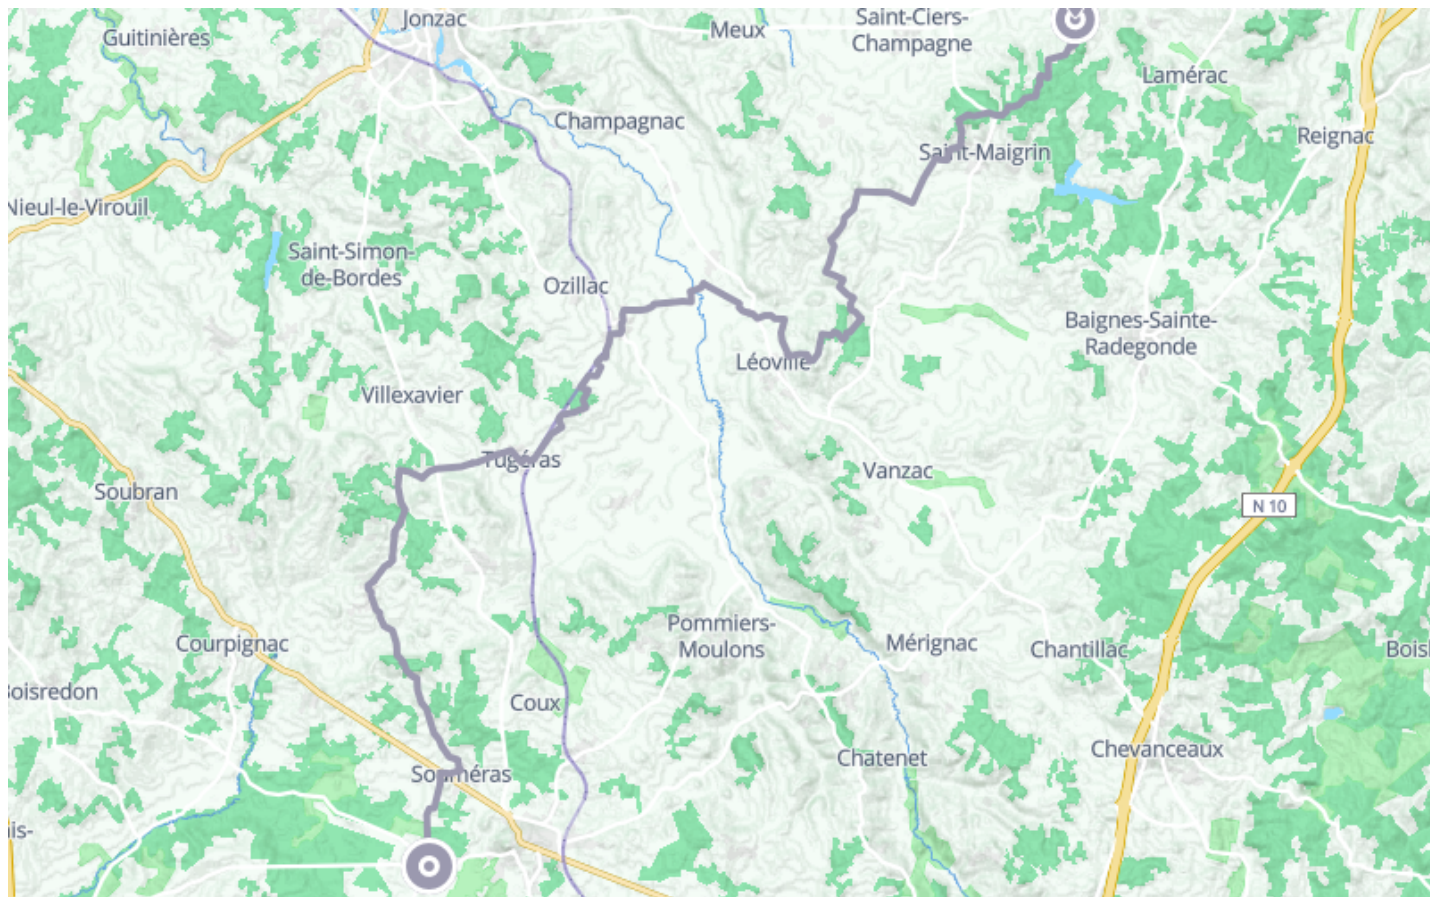 Jonzac
Saint-Ciers-
Champagne
Meux
Guitinières
Lamérac
Champagnac
Reignac
Saint-Maigrin
Nieul-le-Virouil
Saint-Simon-
de-Bordes
Ozillac
Baignes-Sainte-
Radegonde
Léoville
Villexavier
Tugéras
Vanzac
Soubran
N 10
Pommiers-
Moulons
Courpignac
Mérignac
Chantillac
Boisredon
Coux
Chevanceaux
Chatenet
Souméras